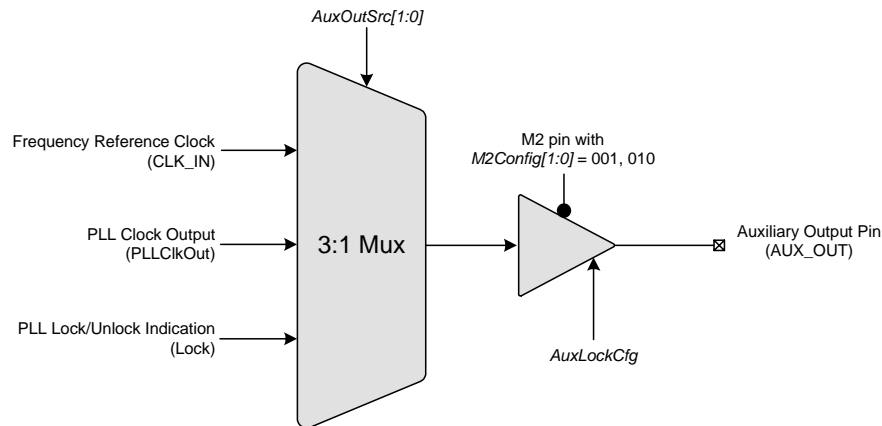 AuxOutSrc[1:0]
Frequency Reference Clock
(CLK_IN)
M2 pin with
M2Config[1:0] = 001, 010
PLL Clock Output
(PLLClkOut)
3:1 Mux
Auxiliary Output Pin
(AUX_OUT)
PLL Lock/Unlock Indication
(Lock)
AuxLockCfg